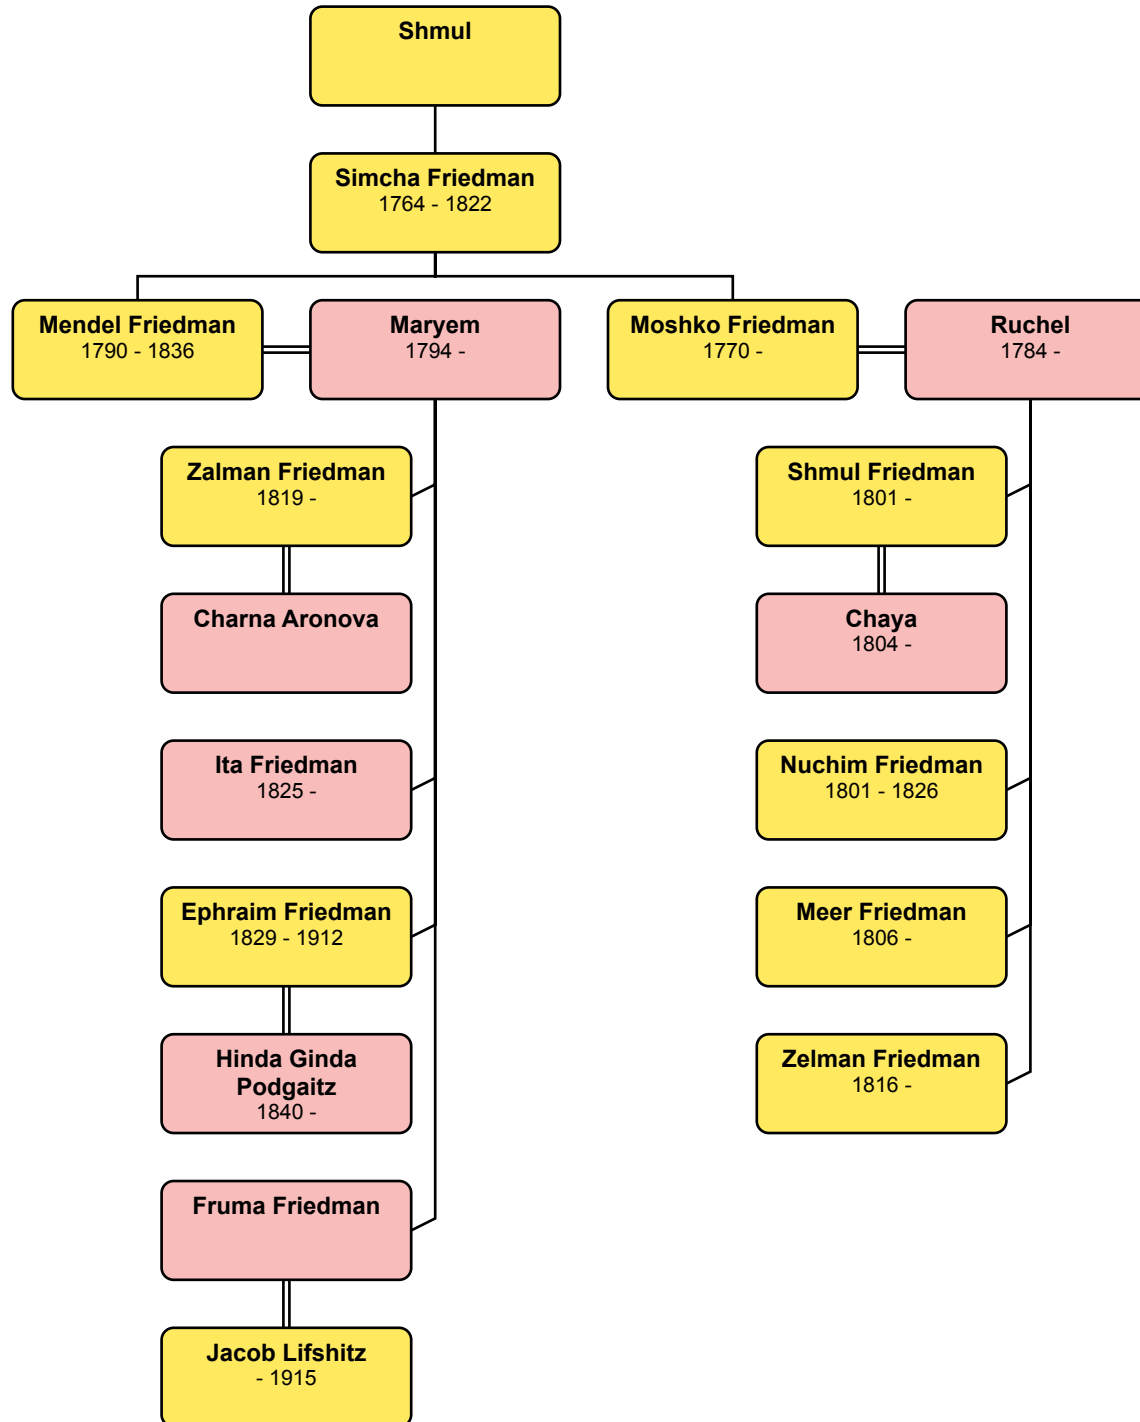 Shmul
Simcha Friedman
1764 - 1822
Mendel Friedman
1790 - 1836
Maryem
1794 -
Moshko Friedman
1770 -
Ruchel
1784 -
Zalman Friedman
1819 -
Charna Aronova
Ita Friedman
1825 -
Ephraim Friedman
1829 - 1912
Hinda Ginda
Podgaitz
1840 -
Fruma Friedman
Jacob Lifshitz
- 1915
Shmul Friedman
1801 -
Chaya
1804 -
Nuchim Friedman
1801 - 1826
Meer Friedman
1806 -
Zelman Friedman
1816 -